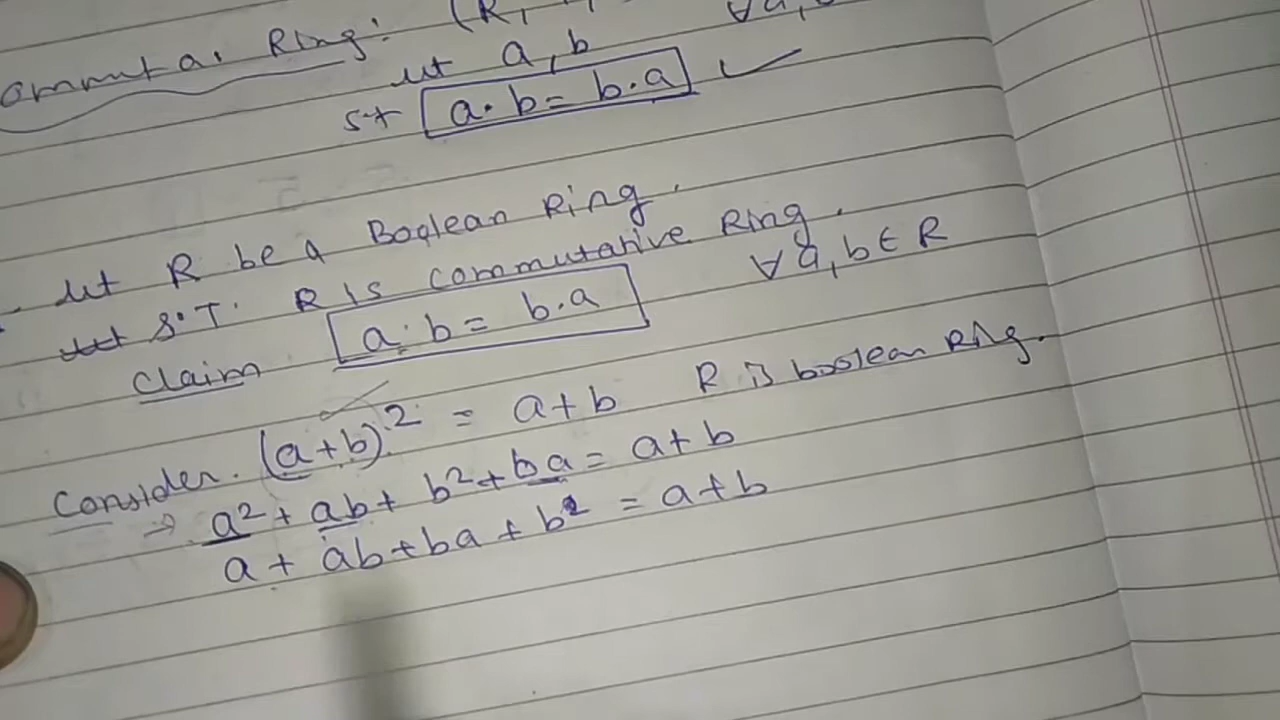 Ring: (R,
let a, b
s.t a·b = b·a
Let R be a Boolean Ring.
S.T. R is commutative Ring.
Claim a·b = b·a ∀ a, b ∈ R
Consider. (a+b)² = a+b R is boolean Ring.
⇒ a² + ab + b² + ba = a+b
a + ab + ba + b² = a+b